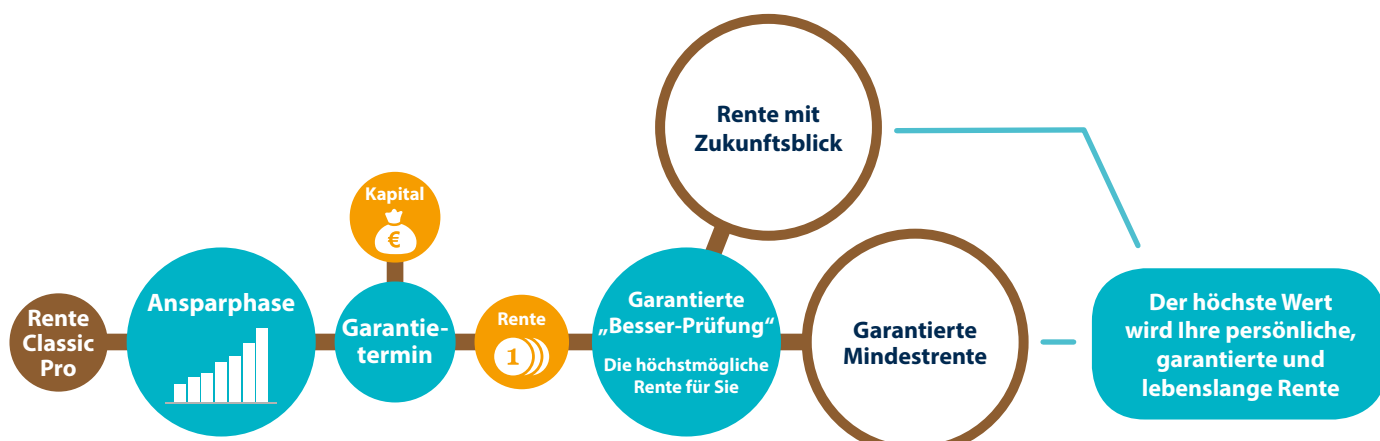 Rente
Classic
Pro
Ansparphase
Kapital
€
Garantie-
termin
Rente
1
Garantierte
„Besser-Prüfung“
Die höchstmögliche
Rente für Sie
Rente mit
Zukunftsblick
Garantierte
Mindestrente
Der höchste Wert
wird Ihre persönliche,
garantierte und
lebenslange Rente